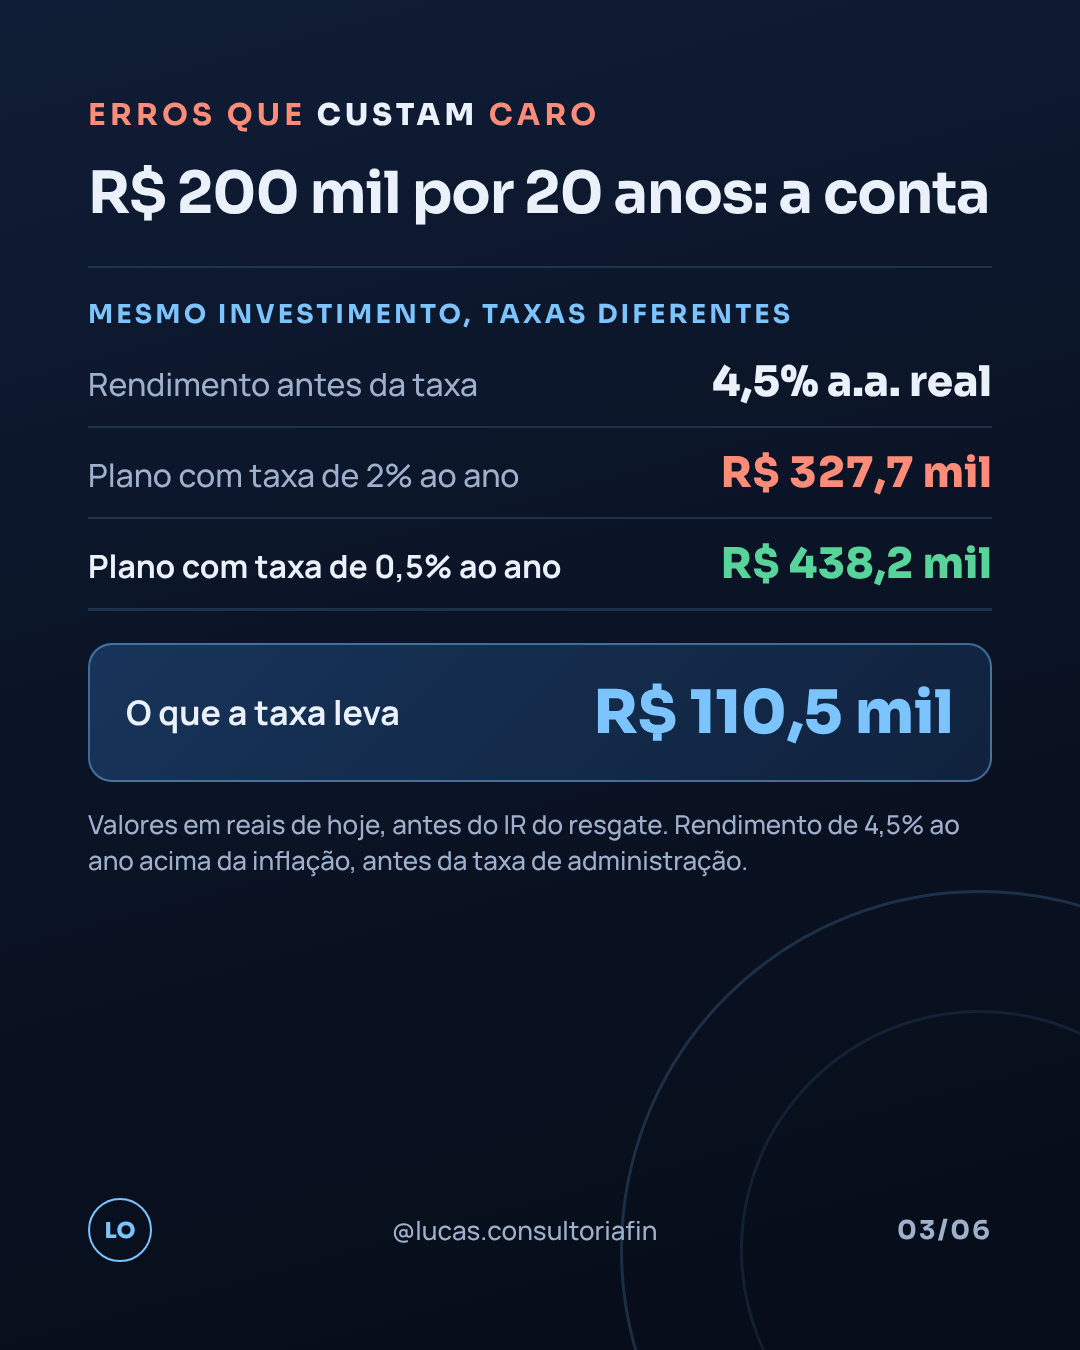 ERROS QUE CUSTAM CARO
R$ 200 mil por 20 anos: a conta
MESMO INVESTIMENTO, TAXAS DIFERENTES
Rendimento antes da taxa 4,5% a.a. real
Plano com taxa de 2% ao ano R$ 327,7 mil
Plano com taxa de 0,5% ao ano R$ 438,2 mil
O que a taxa leva R$ 110,5 mil
Valores em reais de hoje, antes do IR do resgate. Rendimento de 4,5% ao
ano acima da inflação, antes da taxa de administração.
LO @lucas.consultoriafin 03/06